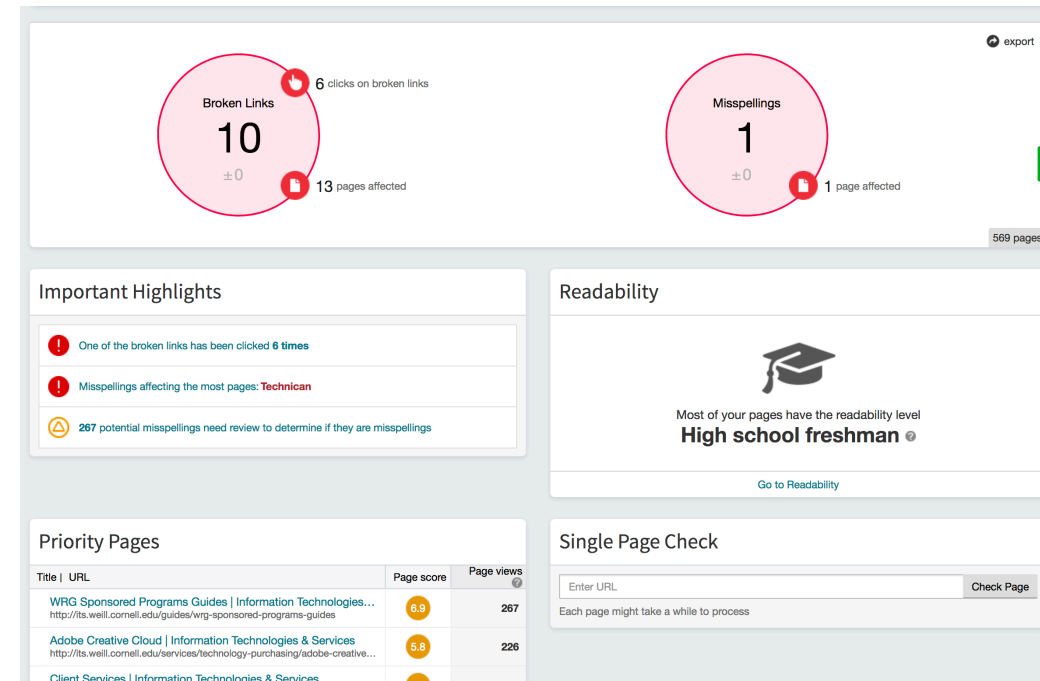 export
6 clicks on broken links
Broken Links
10
±0
13 pages affected
Misspellings
1
±0
1 page affected
569 pages
Important Highlights
One of the broken links has been clicked 6 times
Misspellings affecting the most pages: Technican
267 potential misspellings need review to determine if they are misspellings
Readability
Most of your pages have the readability level
High school freshman ?
Go to Readability
Priority Pages
Title | URL Page score Page views ?
WRG Sponsored Programs Guides | Information Technologies... 6.9 267
http://its.weill.cornell.edu/guides/wrg-sponsored-programs-guides
Adobe Creative Cloud | Information Technologies & Services 5.8 226
http://its.weill.cornell.edu/services/technology-purchasing/adobe-creative...
Client Services | Information Technologies & Services
Single Page Check
Enter URL Check Page
Each page might take a while to process